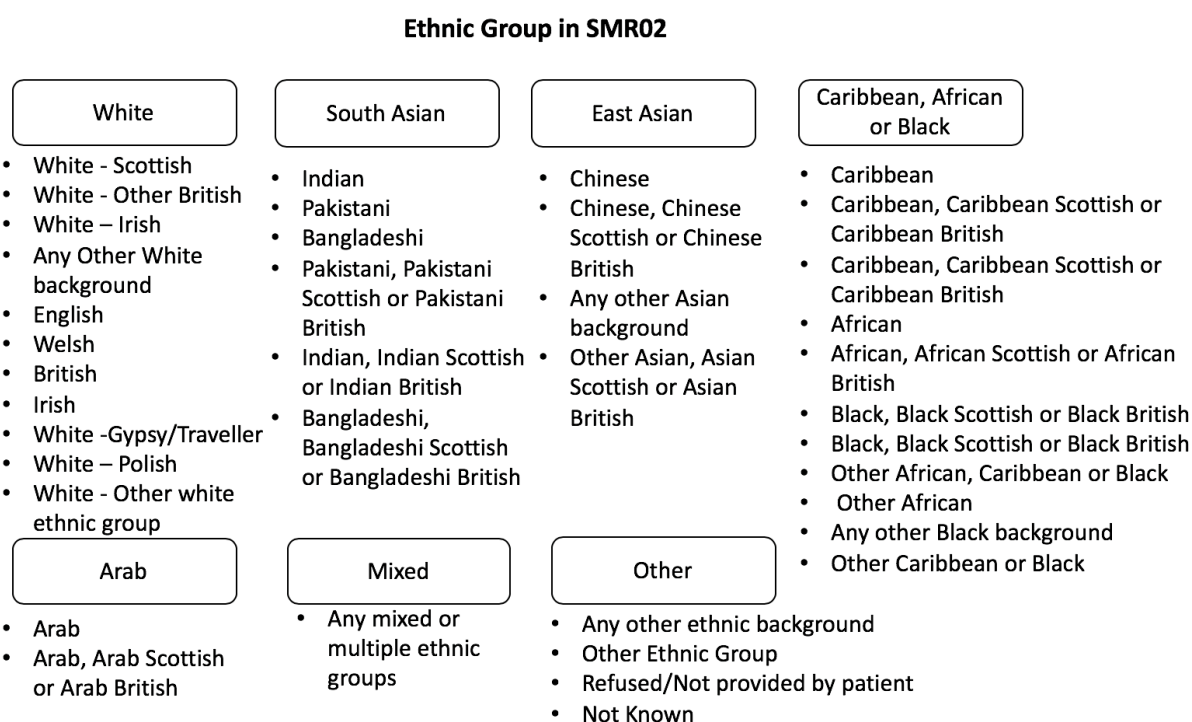 Ethnic Group in SMR02
White
• White - Scottish
• White - Other British
• White – Irish
• Any Other White
background
• English
• Welsh
• British
• Irish
• White -Gypsy/Traveller
• White – Polish
• White - Other white
ethnic group
South Asian
• Indian
• Pakistani
• Bangladeshi
• Pakistani, Pakistani
Scottish or Pakistani
British
• Indian, Indian Scottish
or Indian British
• Bangladeshi,
Bangladeshi Scottish
or Bangladeshi British
East Asian
• Chinese
• Chinese, Chinese
Scottish or Chinese
British
• Any other Asian
background
• Other Asian, Asian
Scottish or Asian
British
Caribbean, African
or Black
• Caribbean
• Caribbean, Caribbean Scottish or
Caribbean British
• Caribbean, Caribbean Scottish or
Caribbean British
• African
• African, African Scottish or African
British
• Black, Black Scottish or Black British
• Black, Black Scottish or Black British
• Other African, Caribbean or Black
• Other African
• Any other Black background
• Other Caribbean or Black
Arab
• Arab
• Arab, Arab Scottish
or Arab British
Mixed
• Any mixed or
multiple ethnic
groups
Other
• Any other ethnic background
• Other Ethnic Group
• Refused/Not provided by patient
• Not Known